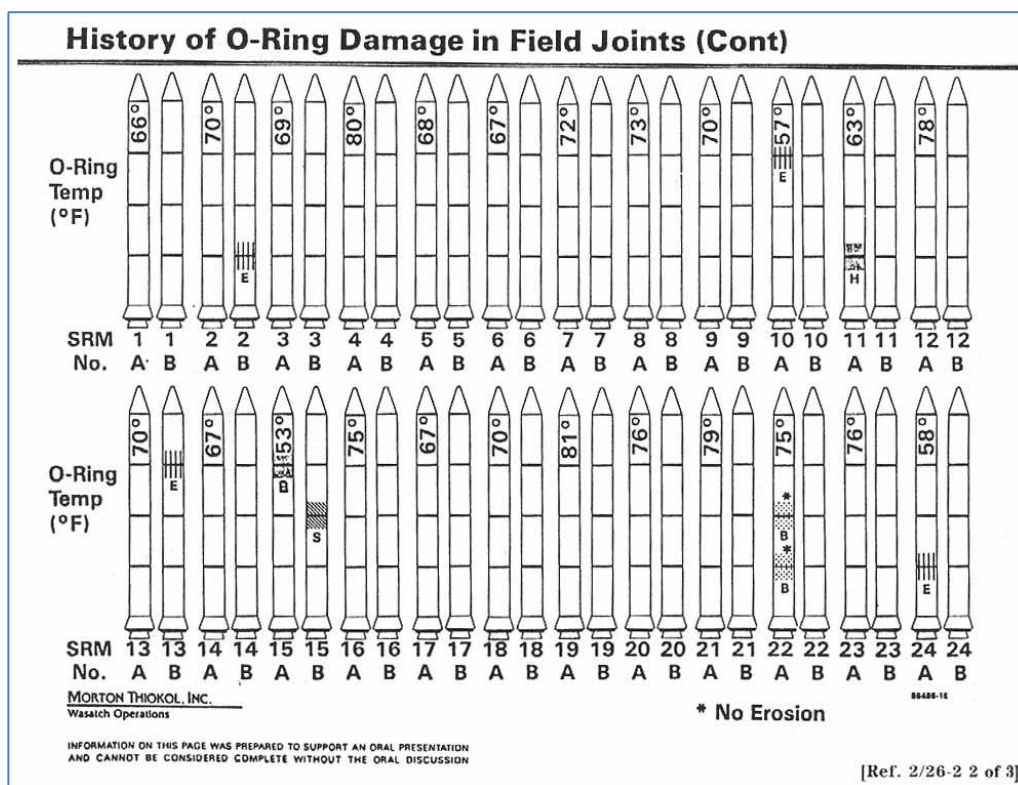 History of O-Ring Damage in Field Joints (Cont)
66° 70° 69° 80° 68° 67° 72° 73° 70° 57° 63° 78°
O-Ring
Temp
(°F)
E
E
H
SRM 1 1 2 2 3 3 4 4 5 5 6 6 7 7 8 8 9 9 10 10 11 11 12 12
No. A B A B A B A B A B A B A B A B A B A B A B A B
70° 67° 53° 75° 67° 70° 81° 76° 79° 75° 76° 58°
O-Ring
Temp
(°F)
E B
S
* B
* B
E
SRM 13 13 14 14 15 15 16 16 17 17 18 18 19 19 20 20 21 21 22 22 23 23 24 24
No. A B A B A B A B A B A B A B A B A B A B A B A B
MORTON THIOKOL, INC.
Wasatch Operations
* No Erosion
INFORMATION ON THIS PAGE WAS PREPARED TO SUPPORT AN ORAL PRESENTATION
AND CANNOT BE CONSIDERED COMPLETE WITHOUT THE ORAL DISCUSSION
[Ref. 2/26-2 2 of 3]